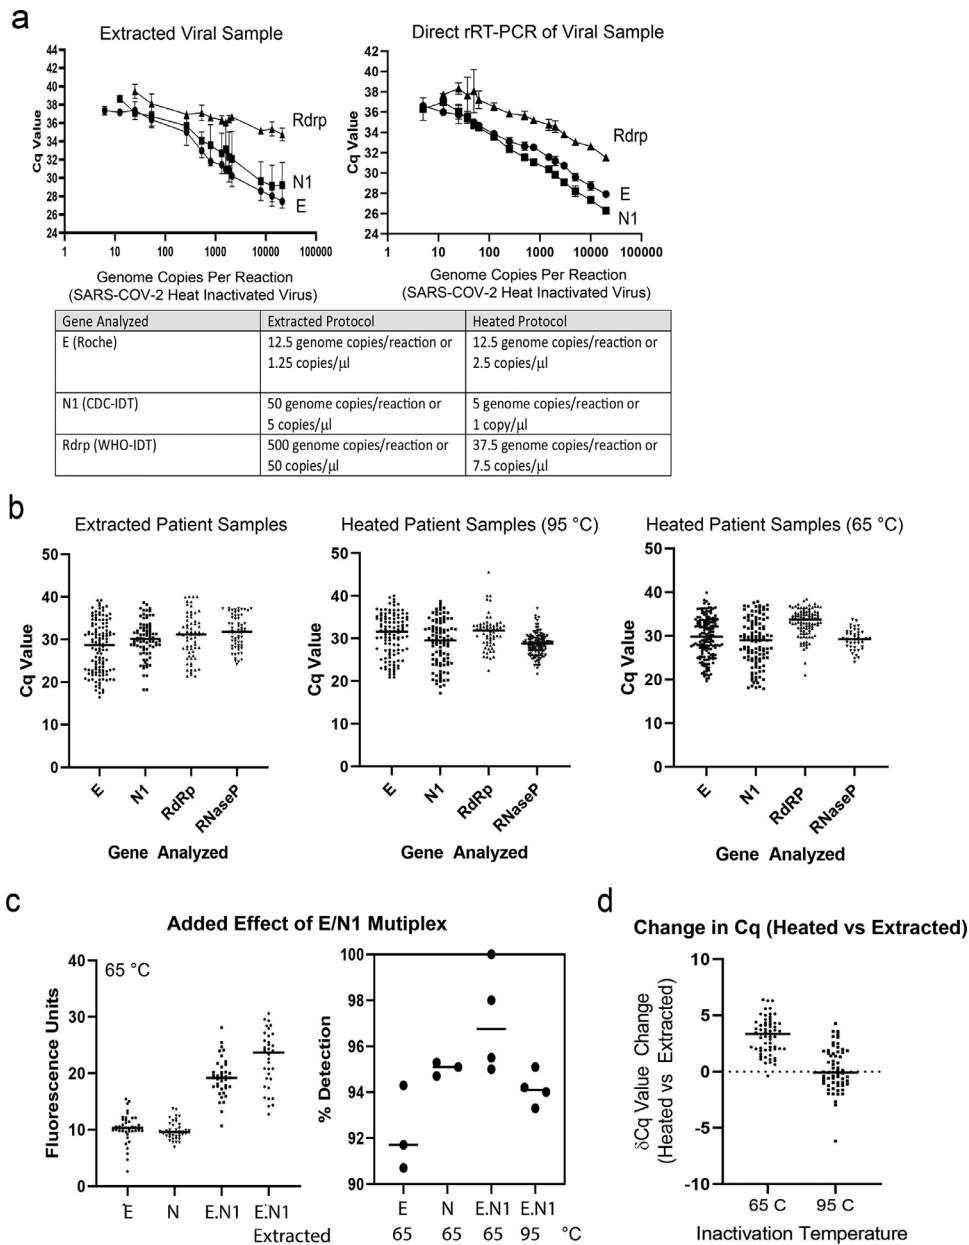 a
Extracted Viral Sample
Direct rRT-PCR of Viral Sample
44
42
40
38
36
34
32
30
28
26
24
Cq Value
Rdrp
N1
E
1 10 100 1000 10000 100000
Genome Copies Per Reaction
(SARS-COV-2 Heat Inactivated Virus)
42
40
38
36
34
32
30
28
26
24
Cq Value
Rdrp
E
N1
1 10 100 1000 10000 100000
Genome Copies Per Reaction
(SARS-COV-2 Heat Inactivated Virus)
Gene Analyzed Extracted Protocol Heated Protocol
E (Roche) 12.5 genome copies/reaction or 12.5 genome copies/reaction or
1.25 copies/µl 2.5 copies/µl
N1 (CDC-IDT) 50 genome copies/reaction or 5 genome copies/reaction or
5 copies/µl 1 copy/µl
Rdrp (WHO-IDT) 500 genome copies/reaction or 37.5 genome copies/reaction or
50 copies/µl 7.5 copies/µl
b
Extracted Patient Samples
50
40
30
20
10
0
Cq Value
E N1 RdRp RNaseP
Gene Analyzed
Heated Patient Samples (95 °C)
50
40
30
20
10
0
Cq Value
E N1 RdRp RNaseP
Gene Analyzed
Heated Patient Samples (65 °C)
50
40
30
20
10
0
Cq Value
E N1 RdRP RNaseP
Gene Analyzed
c
Added Effect of E/N1 Mutiplex
65 °C
40
30
20
10
0
Fluorescence Units
E N E.N1 E.N1
Extracted
100
98
96
94
92
90
% Detection
E N E.N1 E.N1
65 65 65 95 °C
d
Change in Cq (Heated vs Extracted)
10
5
0
-5
-10
δCq Value Change
(Heated vs Extracted)
65 C 95 C
Inactivation Temperature